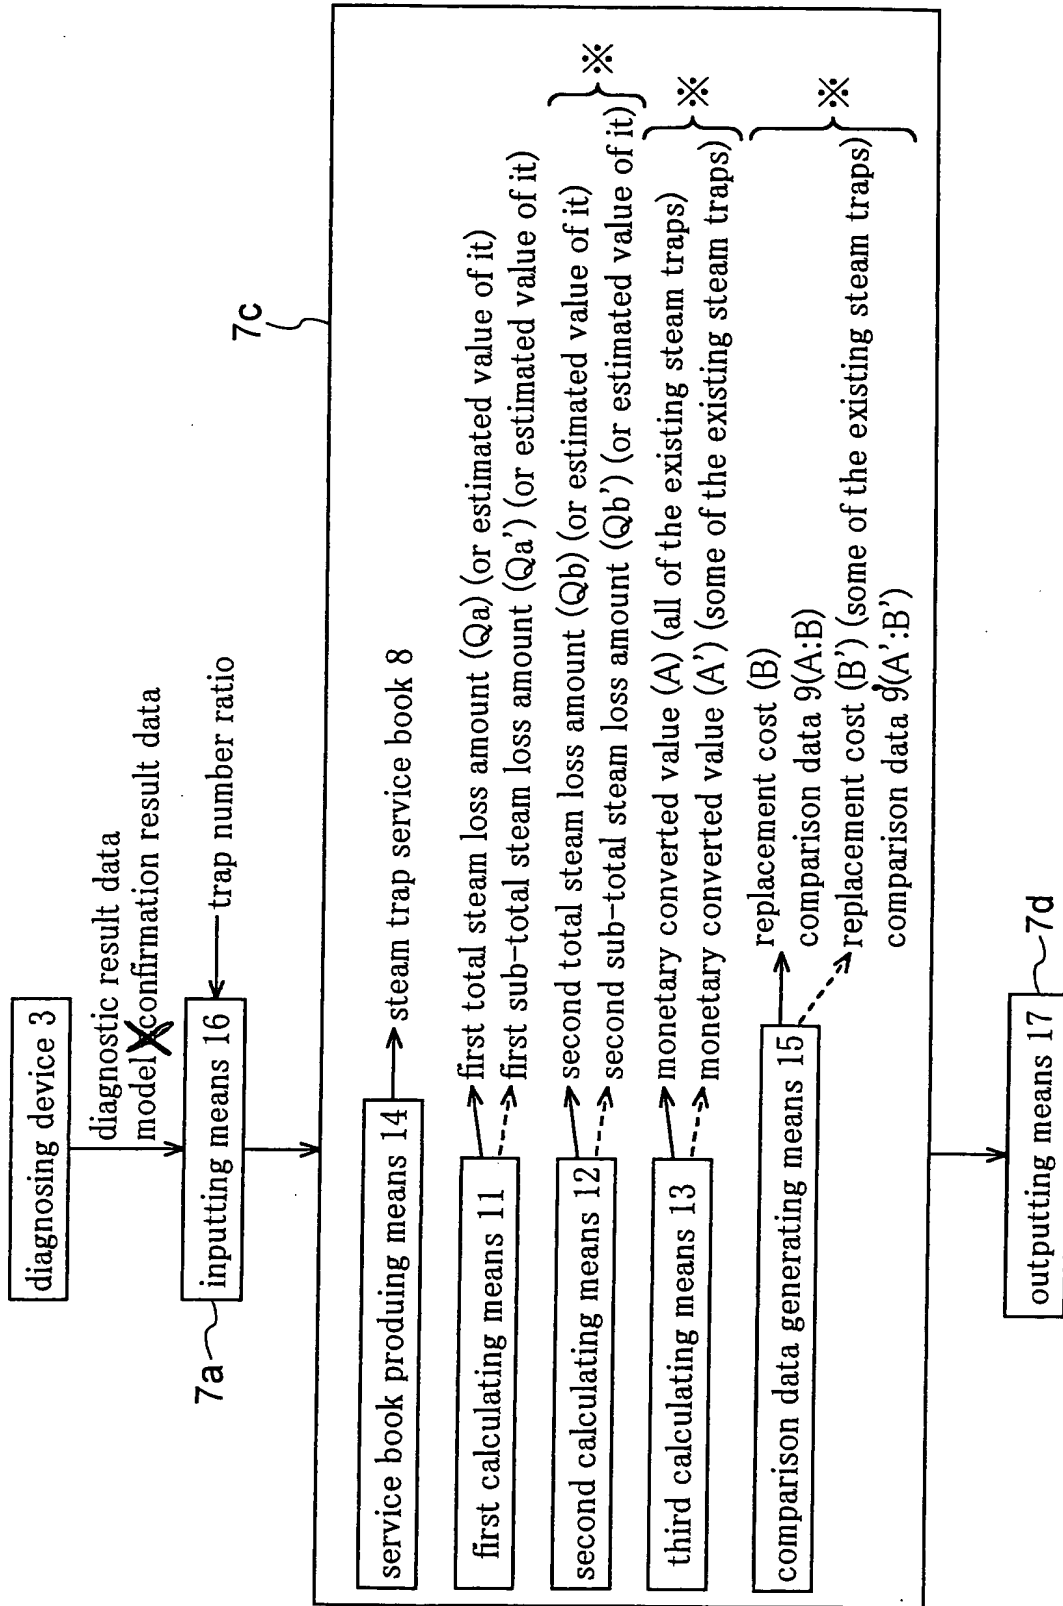 diagnosing device 3
diagnostic result data
model confirmation result data
7a
inputting means 16
trap number ratio
7c
service book produing means 14
steam trap service book 8
first calculating means 11
first total steam loss amount (Qa) (or estimated value of it)
first sub-total steam loss amount (Qa') (or estimated value of it)
second calculating means 12
second total steam loss amount (Qb) (or estimated value of it)
second sub-total steam loss amount (Qb') (or estimated value of it)
※
third calculating means 13
monetary converted value (A) (all of the existing steam traps)
monetary converted value (A') (some of the existing steam traps)
※
comparison data generating means 15
replacement cost (B)
comparison data 9(A:B)
replacement cost (B') (some of the existing steam traps)
comparison data 9'(A':B')
※
outputting means 17
7d